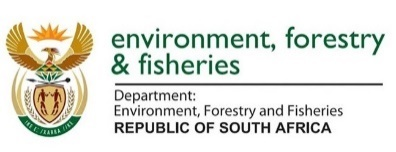 environment, forestry
& fisheries
Department:
Environment, Forestry and Fisheries
REPUBLIC OF SOUTH AFRICA